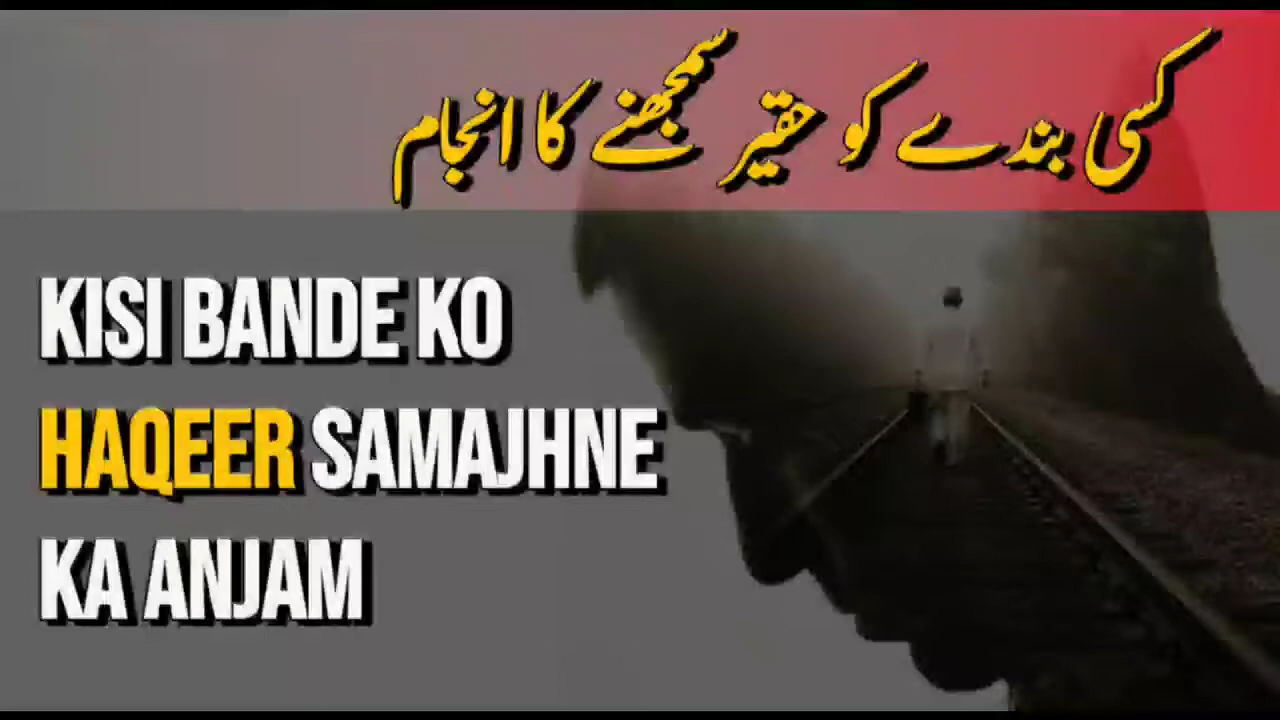 کسی بندے کو حقیر سمجھنے کا انجام
KISI BANDE KO
HAQEER SAMAJHNE
KA ANJAM